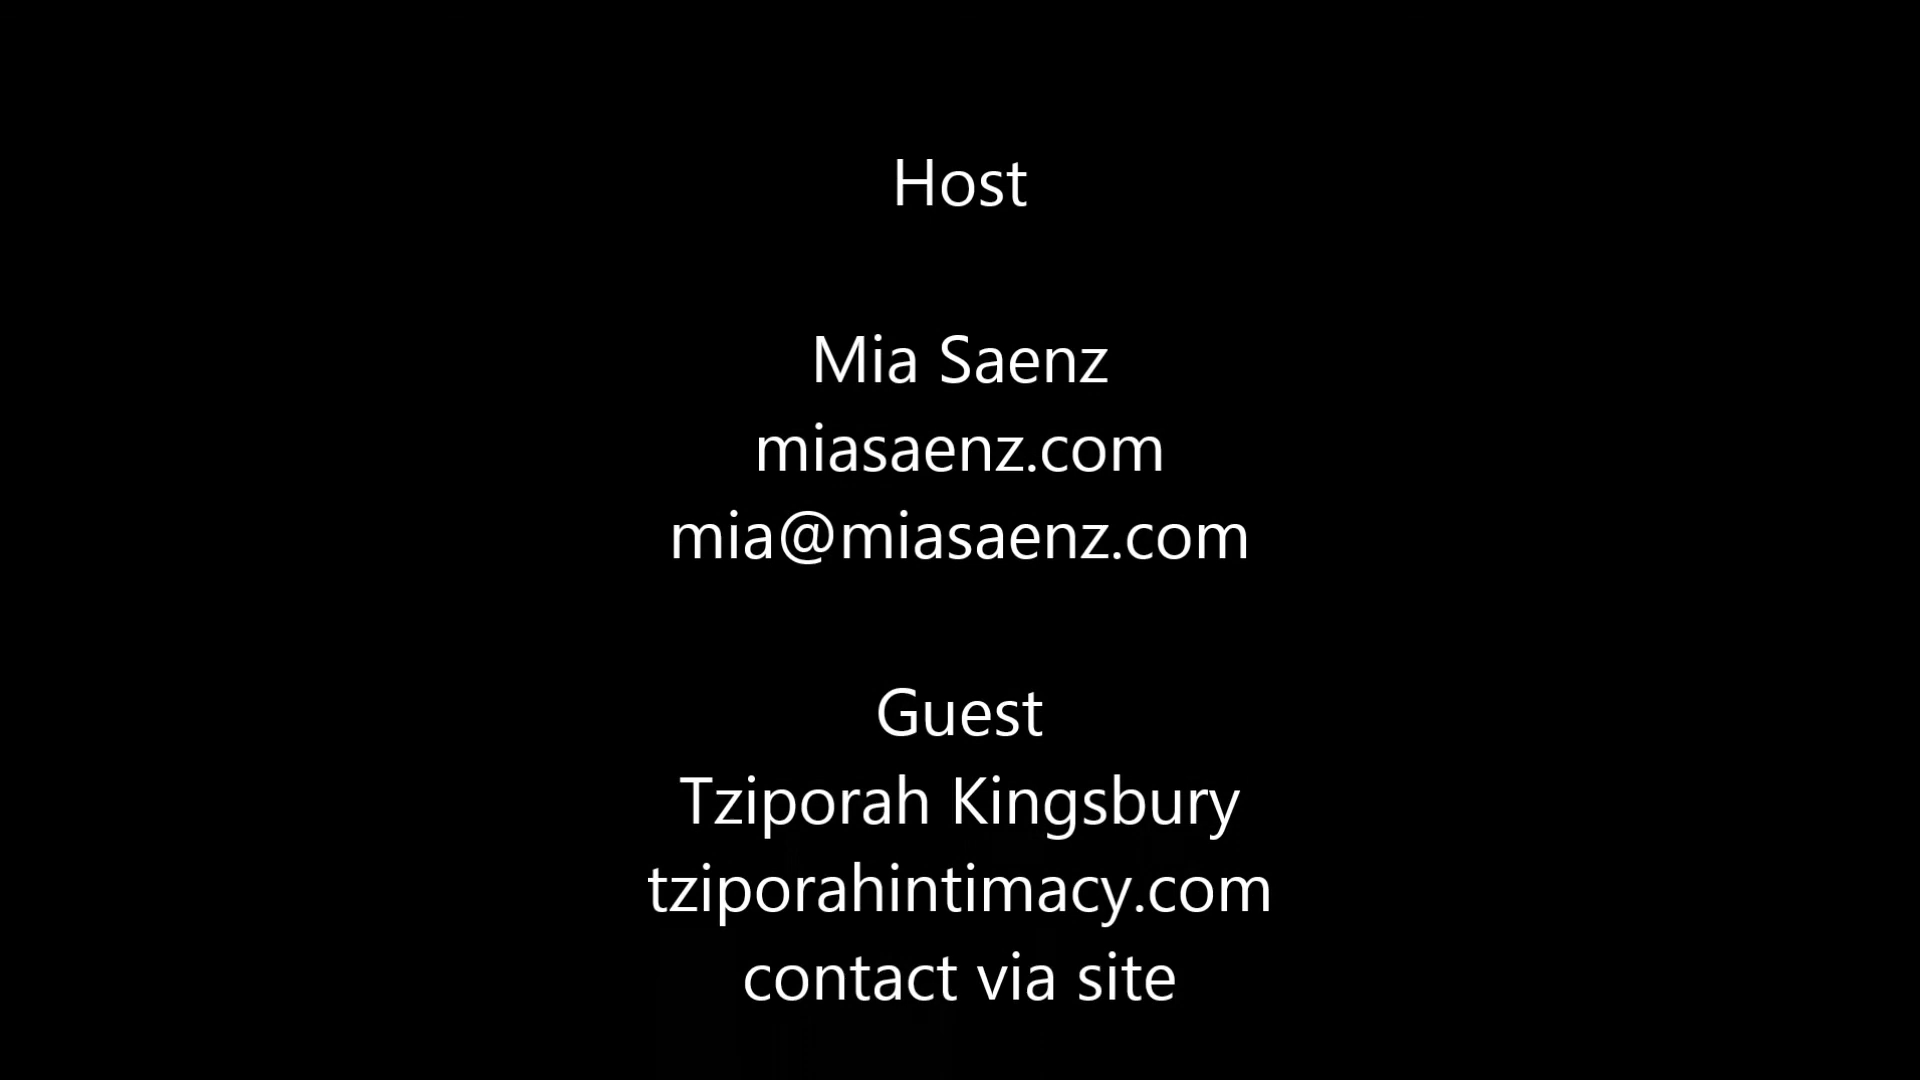 Host
Mia Saenz
miasaenz.com
mia@miasaenz.com
Guest
Tziporah Kingsbury
tziporahintimacy.com
contact via site